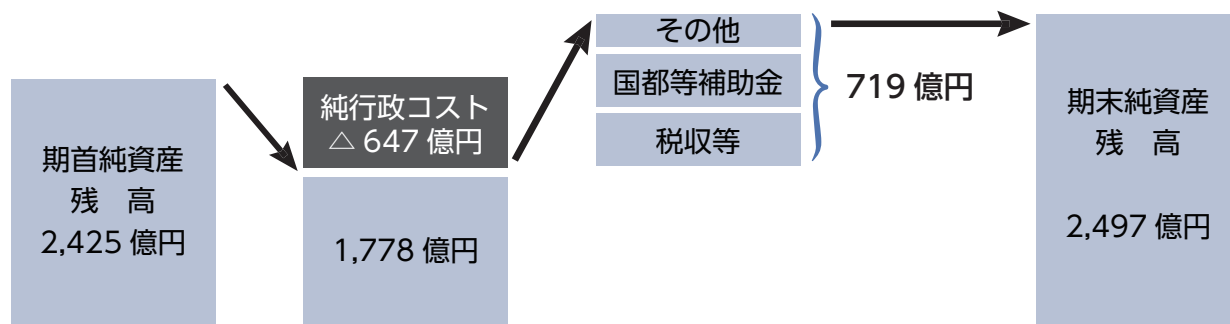 期首純資産
残　高
2,425 億円
純行政コスト
△ 647 億円
1,778 億円
その他
国都等補助金
税収等
719 億円
期末純資産
残　高
2,497 億円